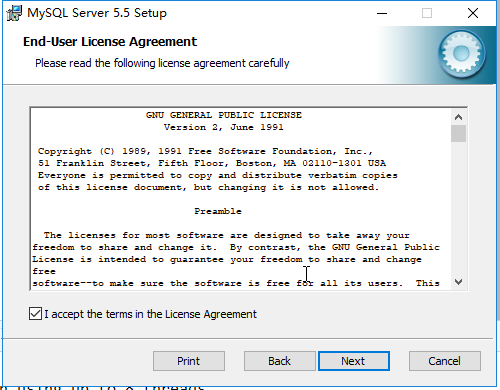 MySQL Server 5.5 Setup
End-User License Agreement
Please read the following license agreement carefully
GNU GENERAL PUBLIC LICENSE
Version 2, June 1991
Copyright (C) 1989, 1991 Free Software Foundation, Inc.,
51 Franklin Street, Fifth Floor, Boston, MA 02110-1301 USA
Everyone is permitted to copy and distribute verbatim copies
of this license document, but changing it is not allowed.
Preamble
The licenses for most software are designed to take away your
freedom to share and change it.  By contrast, the GNU General Public
License is intended to guarantee your freedom to share and change
free
software--to make sure the software is free for all its users.  This
I accept the terms in the License Agreement
Print Back Next Cancel